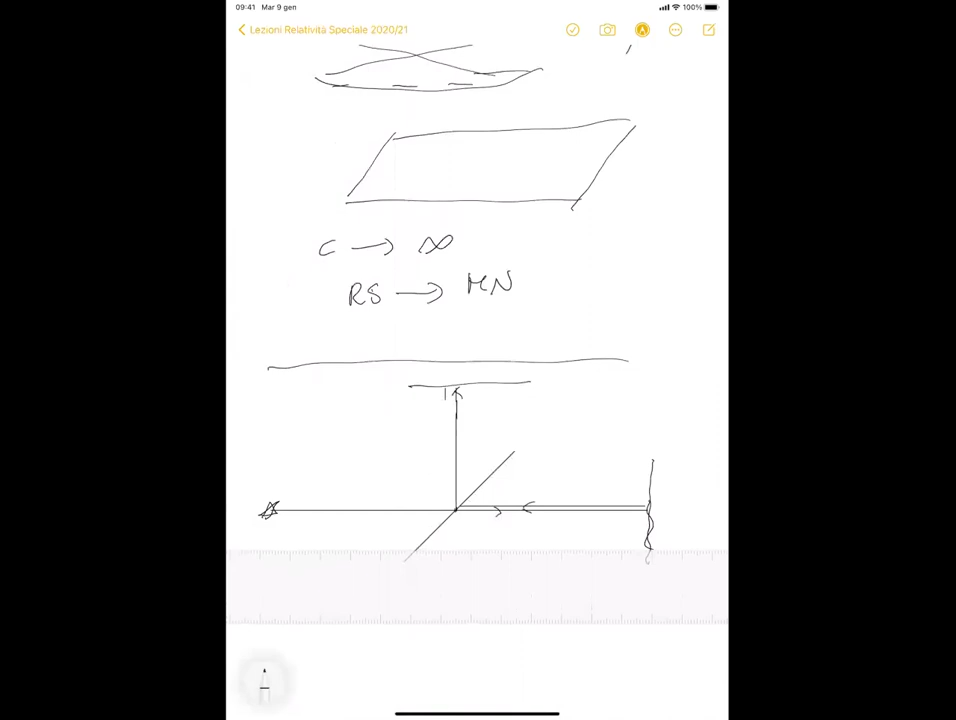 09:41 Mar 9 gen
100%
Lezioni Relatività Speciale 2020/21
C → ∞
RS → MN